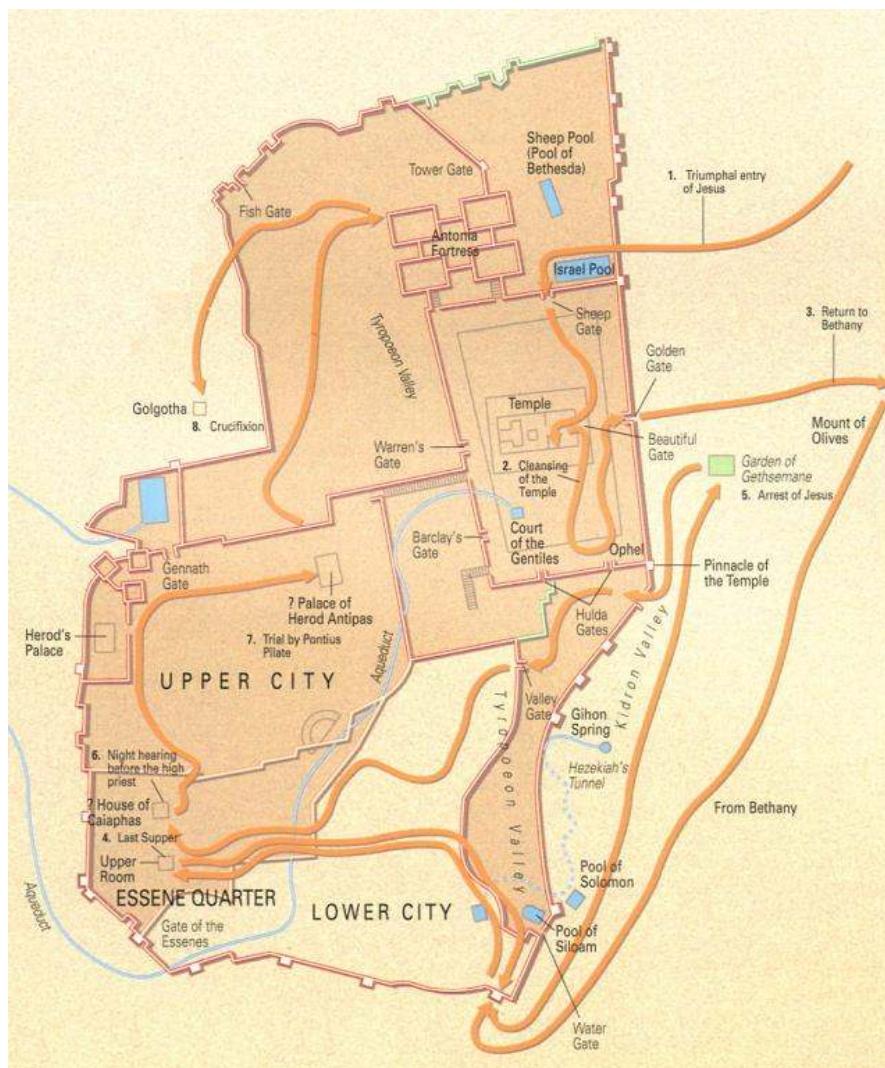 Sheep Pool
(Pool of
Bethesda)
Tower Gate
1. Triumphal entry
of Jesus
Fish Gate
Antonia
Fortress
Israel Pool
Sheep
Gate
3. Return to
Bethany
Tyropoeon Valley
Golden
Gate
Golgotha
8. Crucifixion
Temple
Mount of
Olives
Warren's
Gate
Beautiful
Gate
2. Cleansing
of the
Temple
Garden of
Gethsemane
5. Arrest of Jesus
Court
of the
Gentiles
Barclay's
Gate
Ophel
Gennath
Gate
Pinnacle of
the Temple
? Palace of
Herod Antipas
Hulda
Gates
Herod's
Palace
7. Trial by Pontius
Pilate
Aqueduct
Kidron Valley
UPPER CITY
Valley
Gate
Gihon
Spring
Tyropoeon Valley
6. Night hearing
before the high
priest
Hezekiah's
Tunnel
? House of
Caiaphas
From Bethany
4. Last Supper
Upper
Room
Pool of
Solomon
ESSENE QUARTER
LOWER CITY
Aqueduct
Gate of the
Essenes
Pool of
Siloam
Water
Gate